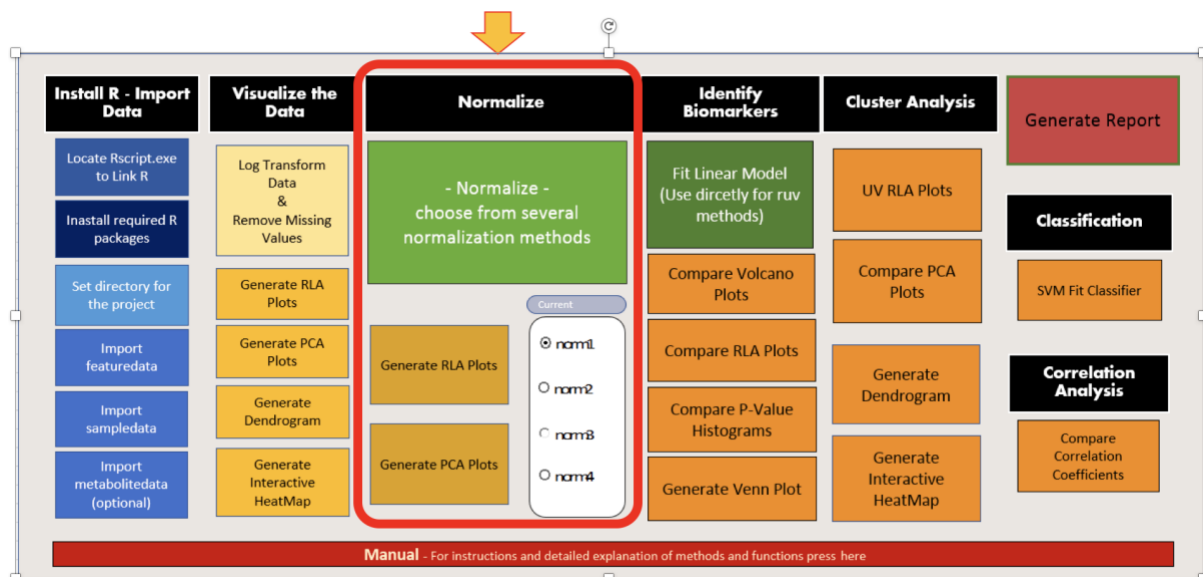 Install R - Import
Data
Locate Rscript.exe
to Link R
Inastall required R
packages
Set directory for
the project
Import
featuredata
Import
sampledata
Import
metabolitedata
(optional)
Visualize the
Data
Log Transform
Data
&
Remove Missing
Values
Generate RLA
Plots
Generate PCA
Plots
Generate
Dendrogram
Generate
Interactive
HeatMap
Normalize
- Normalize -
choose from several
normalization methods
Generate RLA Plots
Generate PCA Plots
Current
norm1
norm2
norm3
norm4
Identify
Biomarkers
Fit Linear Model
(Use dircetly for ruv
methods)
Compare Volcano
Plots
Compare RLA Plots
Compare P-Value
Histograms
Generate Venn Plot
Cluster Analysis
UV RLA Plots
Compare PCA
Plots
Generate
Dendrogram
Generate
Interactive
HeatMap
Generate Report
Classification
SVM Fit Classifier
Correlation
Analysis
Compare
Correlation
Coefficients
Manual - For instructions and detailed explanation of methods and functions press here